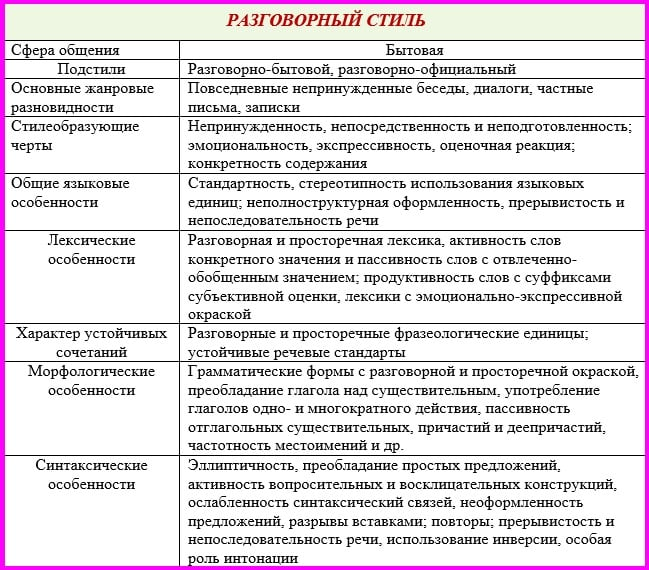 РАЗГОВОРНЫЙ СТИЛЬ
Сфера общения
Бытовая
Подстили
Разговорно-бытовой, разговорно-официальный
Основные жанровые
разновидности
Повседневные непринужденные беседы, диалоги, частные
письма, записки
Стилеобразующие
черты
Непринужденность, непосредственность и неподготовленность;
эмоциональность, экспрессивность, оценочная реакция;
конкретность содержания
Общие языковые
особенности
Стандартность, стереотипность использования языковых
единиц; неполноструктурная оформленность, прерывистость и
непоследовательность речи
Лексические
особенности
Разговорная и просторечная лексика, активность слов
конкретного значения и пассивность слов с отвлеченно-
обобщенным значением; продуктивность слов с суффиксами
субъективной оценки, лексики с эмоционально-экспрессивной
окраской
Характер устойчивых
сочетаний
Разговорные и просторечные фразеологические единицы;
устойчивые речевые стандарты
Морфологические
особенности
Грамматические формы с разговорной и просторечной окраской,
преобладание глагола над существительным, употребление
глаголов одно- и многократного действия, пассивность
отглагольных существительных, причастий и деепричастий,
частотность местоимений и др.
Синтаксические
особенности
Эллиптичность, преобладание простых предложений,
активность вопросительных и восклицательных конструкций,
ослабленность синтаксический связей, неоформленность
предложений, разрывы вставками; повторы; прерывистость и
непоследовательность речи, использование инверсии, особая
роль интонации